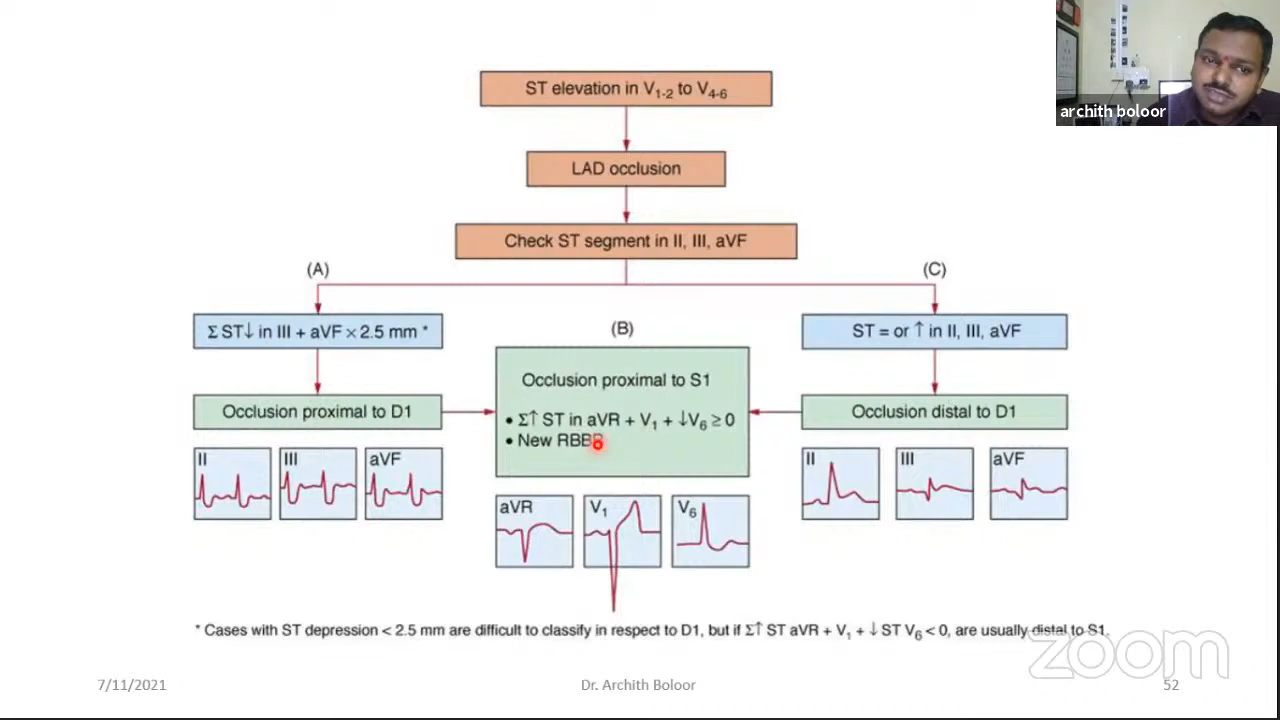 archith boloor
ST elevation in V1-2 to V4-6
LAD occlusion
Check ST segment in II, III, aVF
(A)
(C)
Σ ST↓ in III + aVF × 2.5 mm *
(B)
ST = or ↑ in II, III, aVF
Occlusion proximal to D1
Occlusion proximal to S1
• Σ↑ ST in aVR + V1 + ↓V6 ≥ 0
• New RBBB
Occlusion distal to D1
II III aVF
aVR V1 V6
II III aVF
* Cases with ST depression < 2.5 mm are difficult to classify in respect to D1, but if Σ↑ ST aVR + V1 + ↓ ST V6 < 0, are usually distal to S1.
zoom
7/11/2021
Dr. Archith Boloor
52